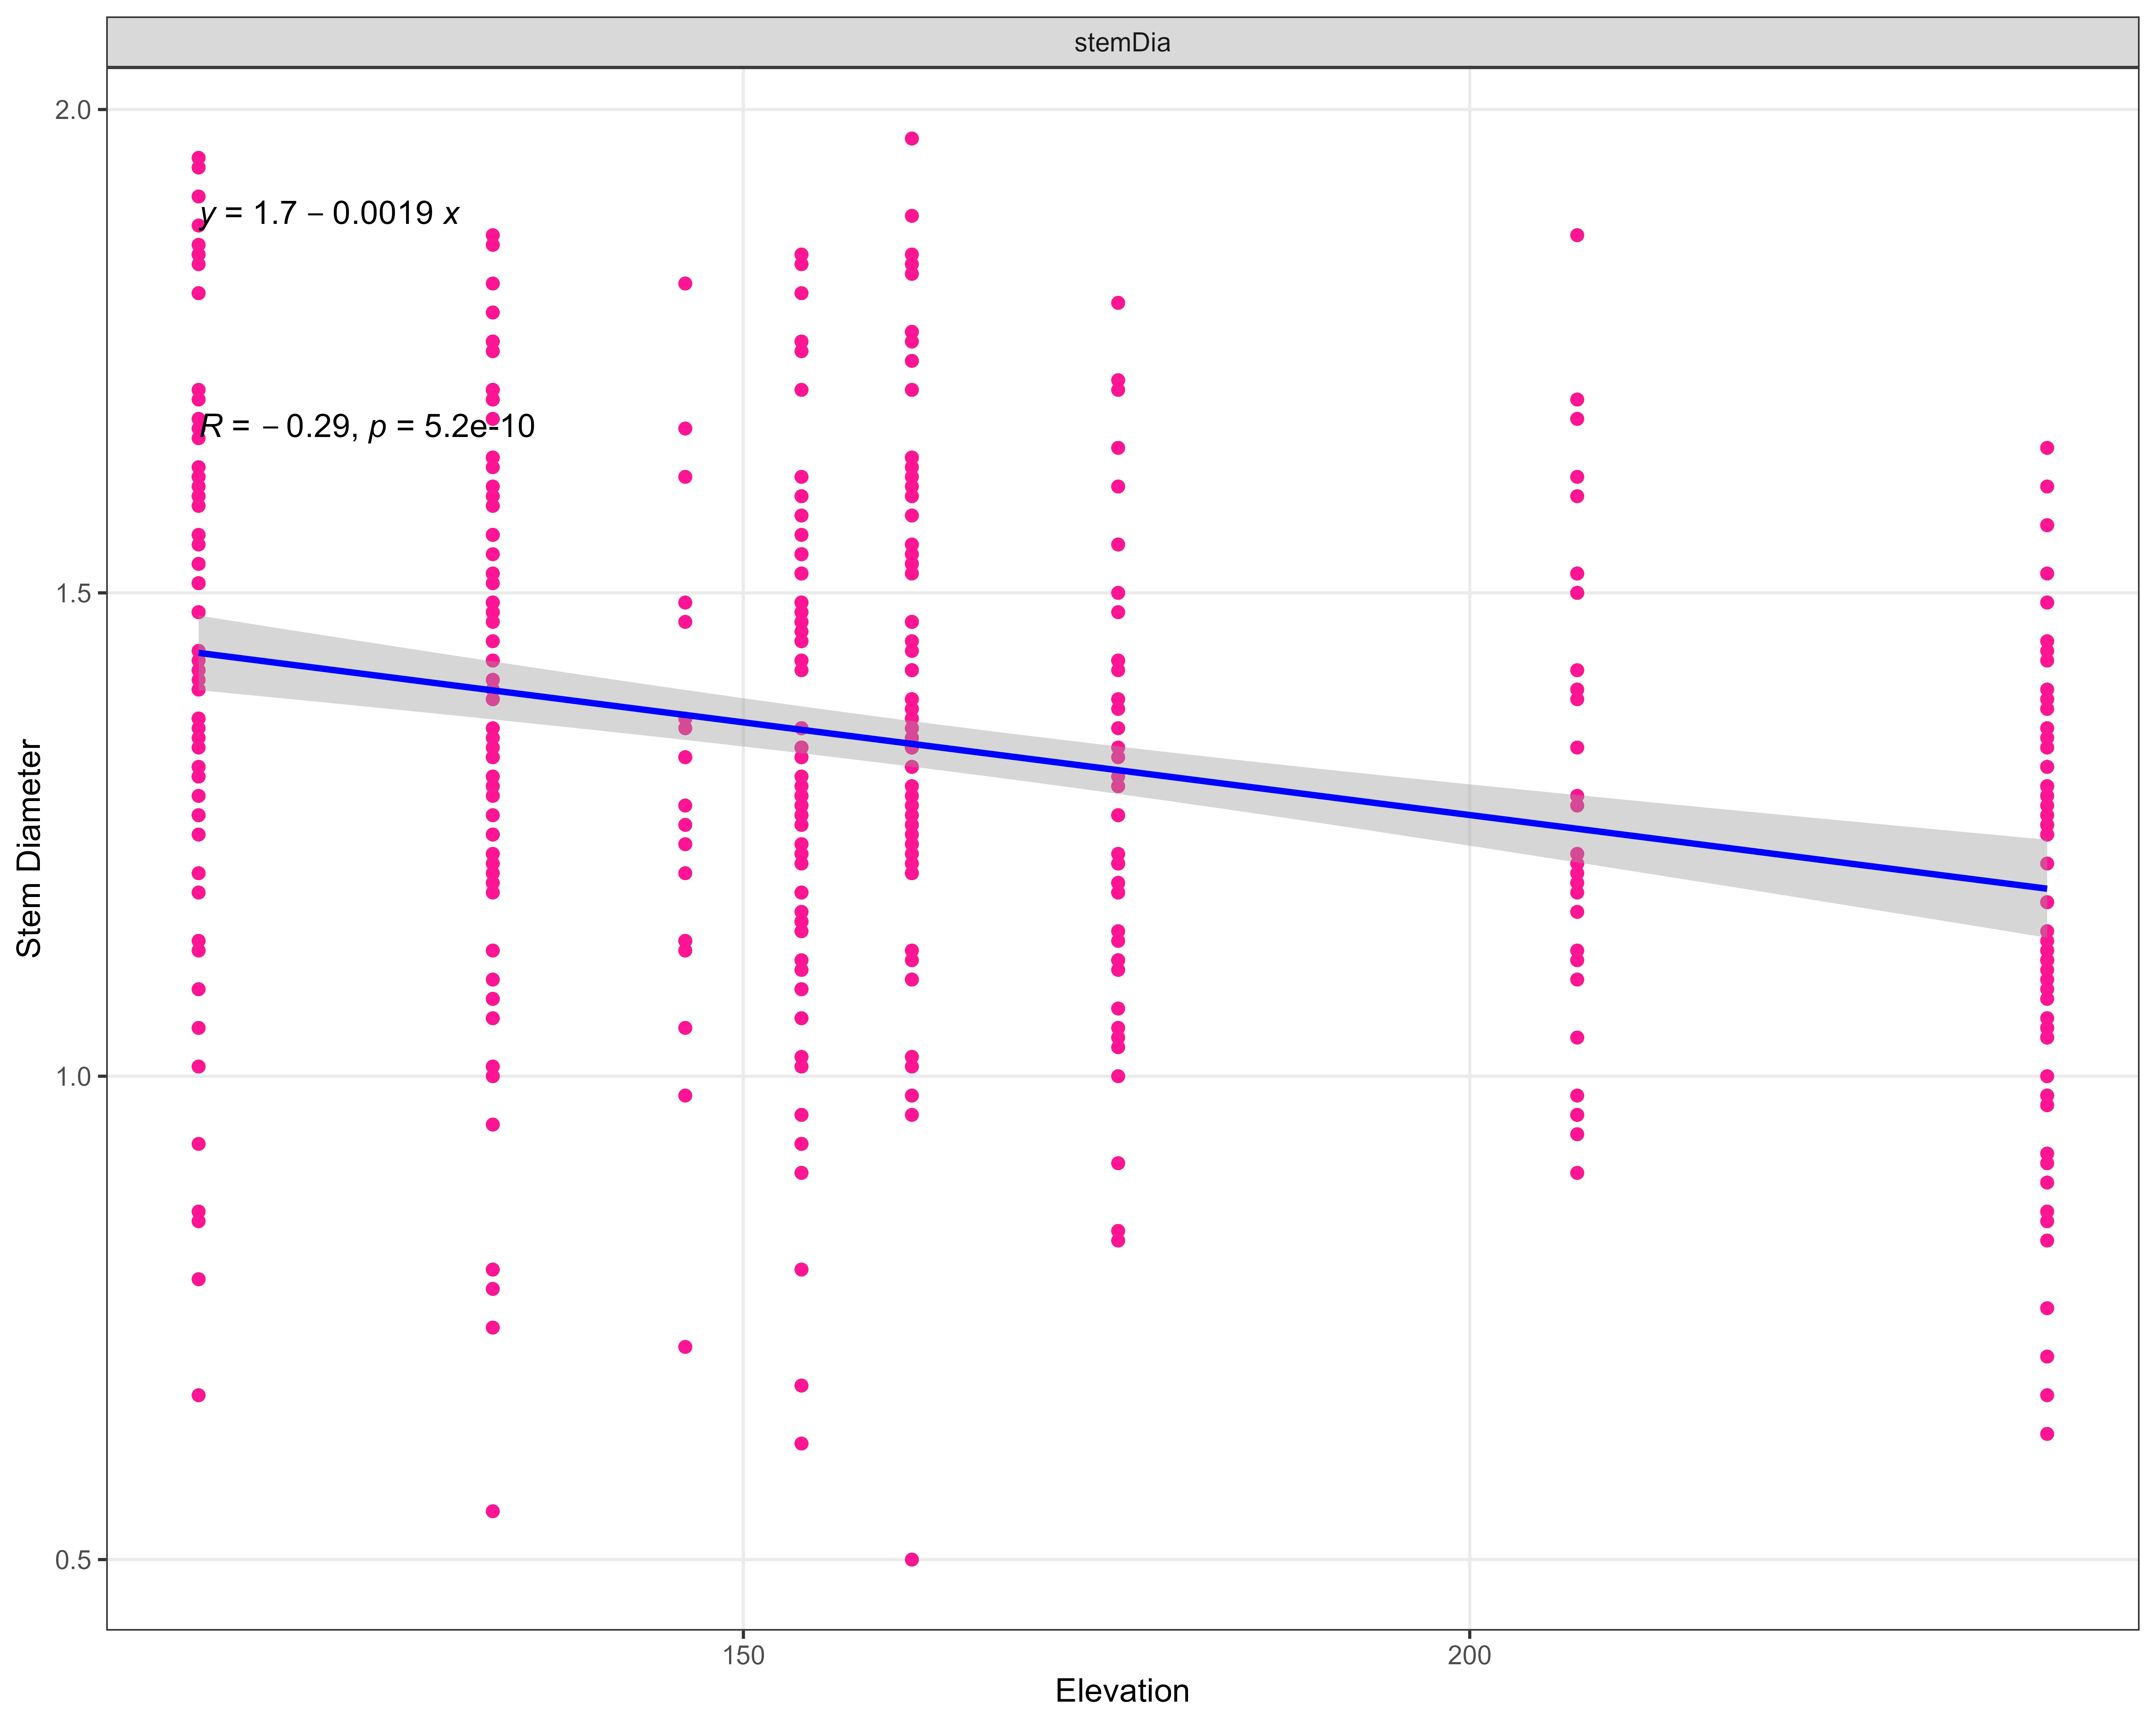 stemDia
2.0
y = 1.7 – 0.0019 x
R = – 0.29, p = 5.2e-10
1.5
Stem Diameter
1.0
0.5
150
200
Elevation